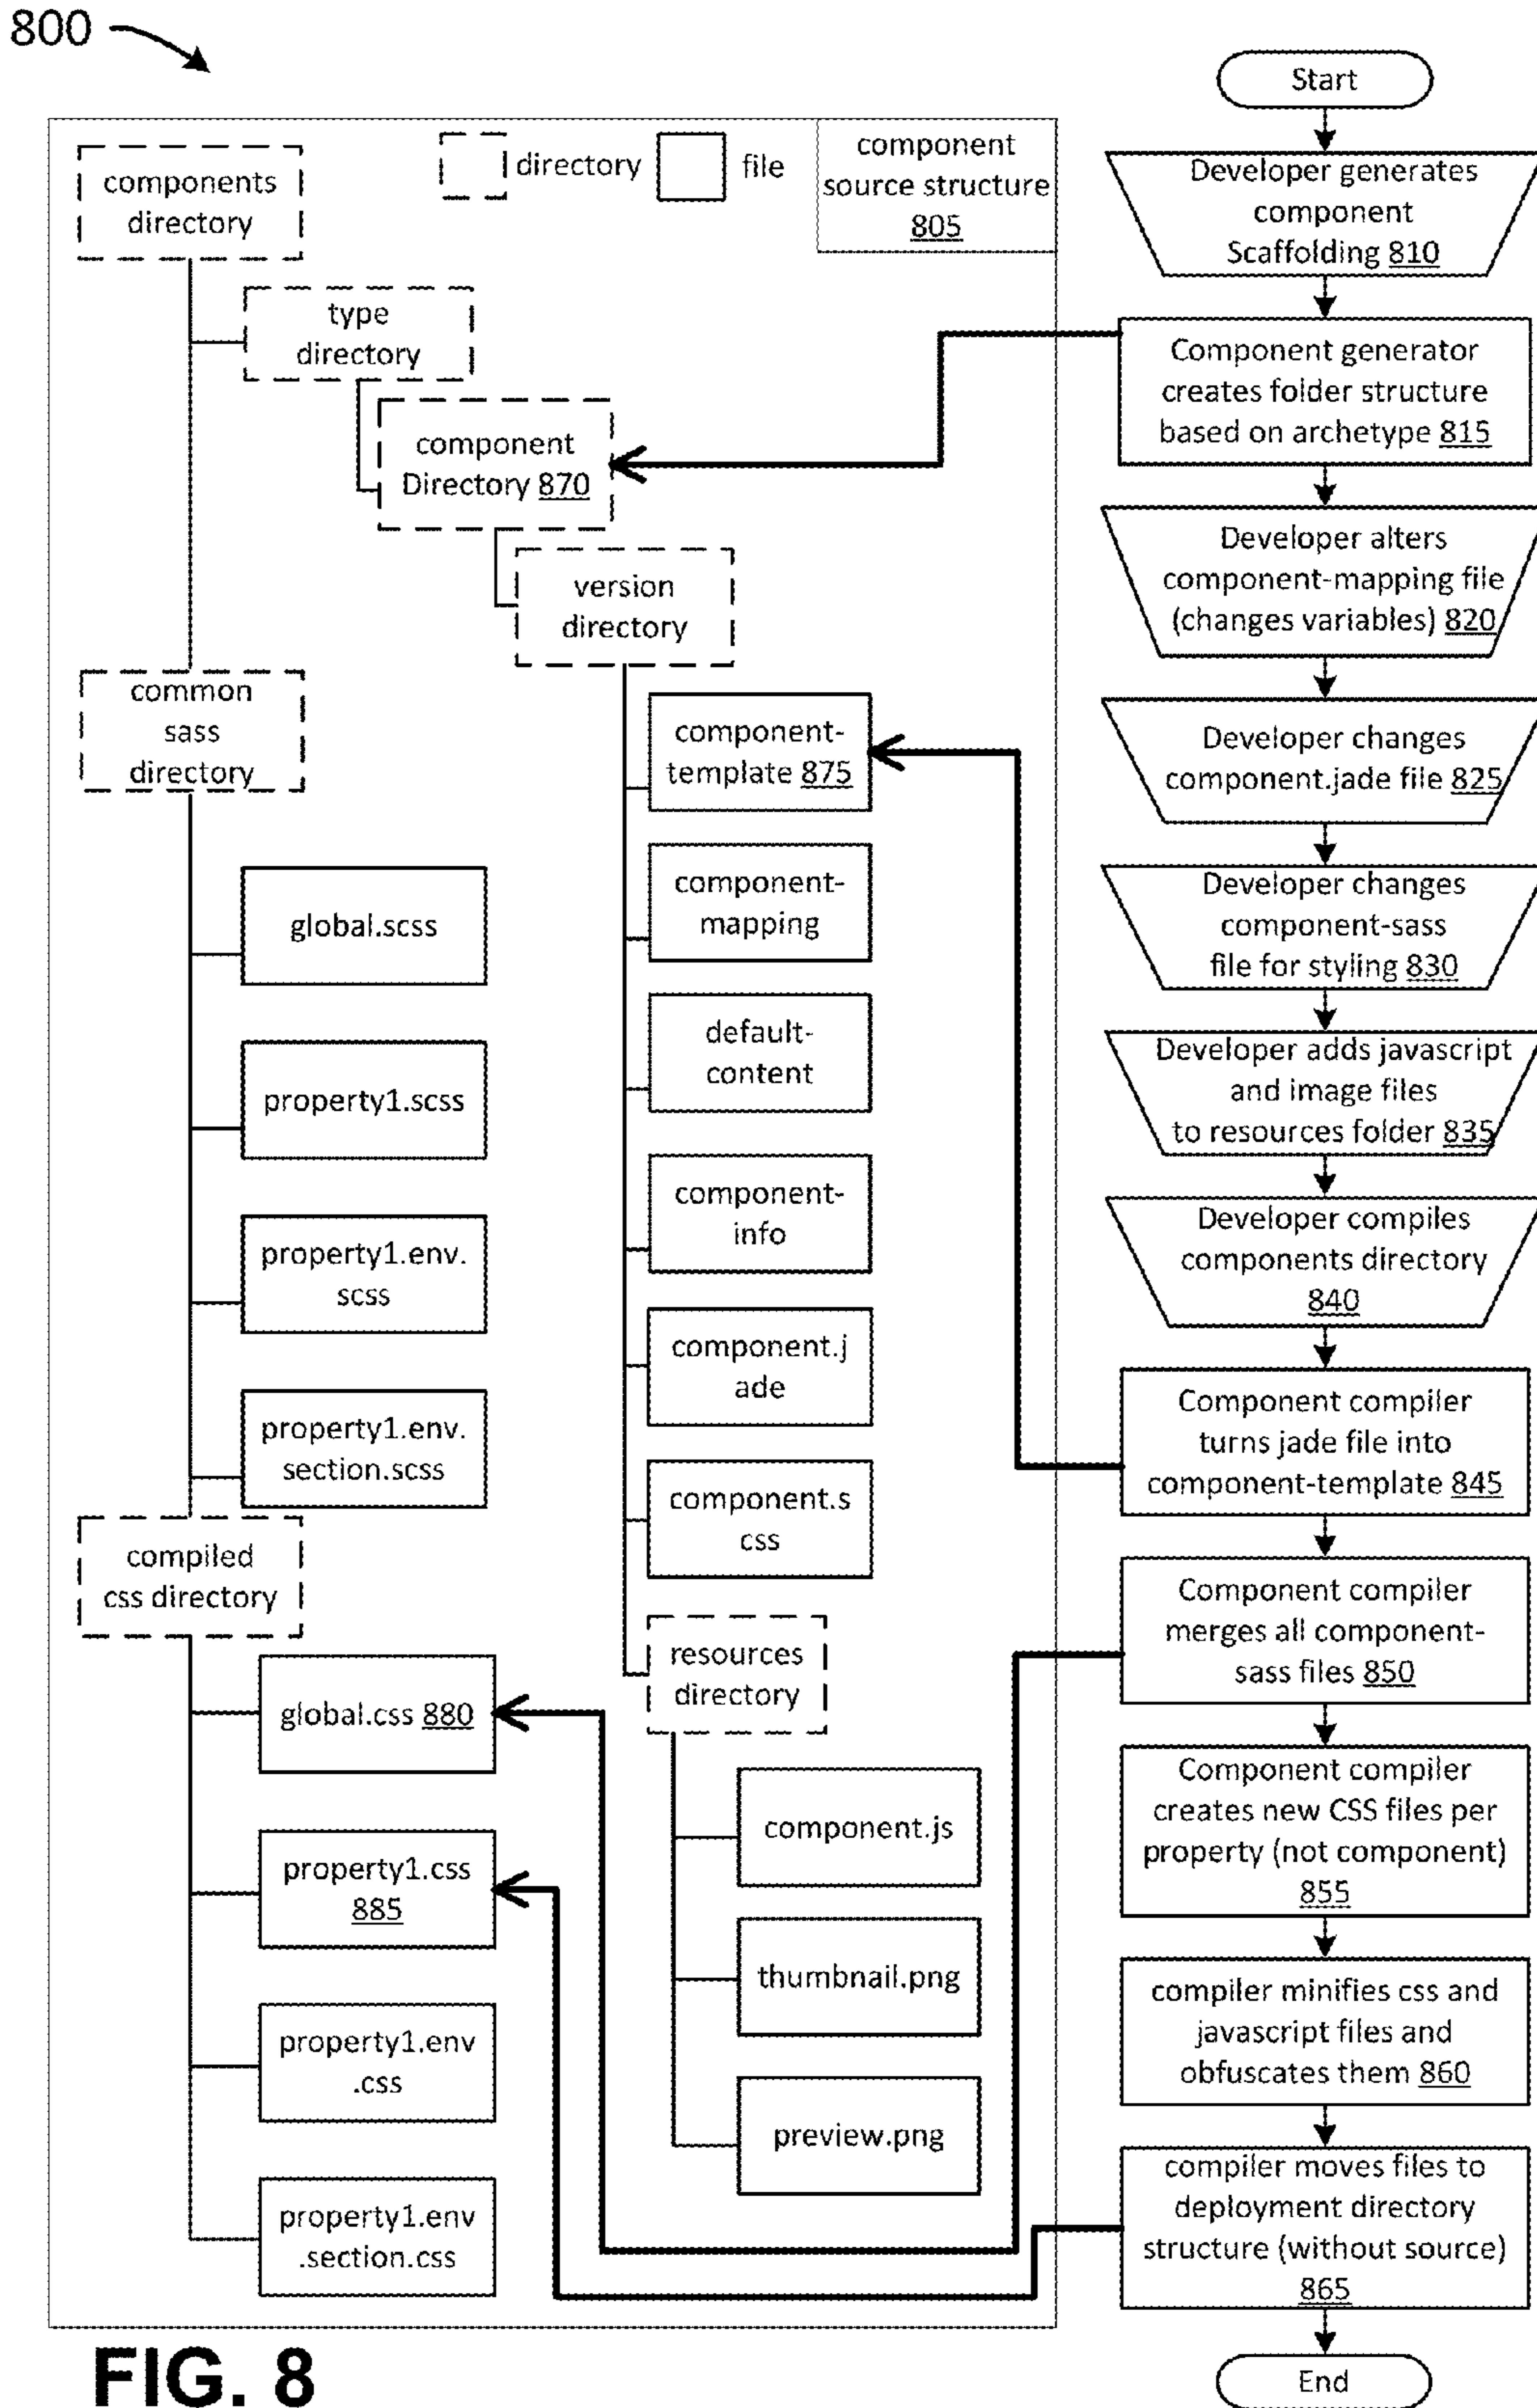 800
components
directory
directory
file
component
source structure
805
type
directory
component
Directory 870
version
directory
common
sass
directory
component-
template 875
component-
mapping
default-
content
component-
info
component.j
ade
component.s
css
resources
directory
component.js
thumbnail.png
preview.png
global.scss
property1.scss
property1.env.
scss
property1.env.
section.scss
compiled
css directory
global.css 880
property1.css
885
property1.env
.css
property1.env
.section.css
Start
Developer generates
component
Scaffolding 810
Component generator
creates folder structure
based on archetype 815
Developer alters
component-mapping file
(changes variables) 820
Developer changes
component.jade file 825
Developer changes
component-sass
file for styling 830
Developer adds javascript
and image files
to resources folder 835
Developer compiles
components directory
840
Component compiler
turns jade file into
component-template 845
Component compiler
merges all component-
sass files 850
Component compiler
creates new CSS files per
property (not component)
855
compiler minifies css and
javascript files and
obfuscates them 860
compiler moves files to
deployment directory
structure (without source)
865
End
FIG. 8